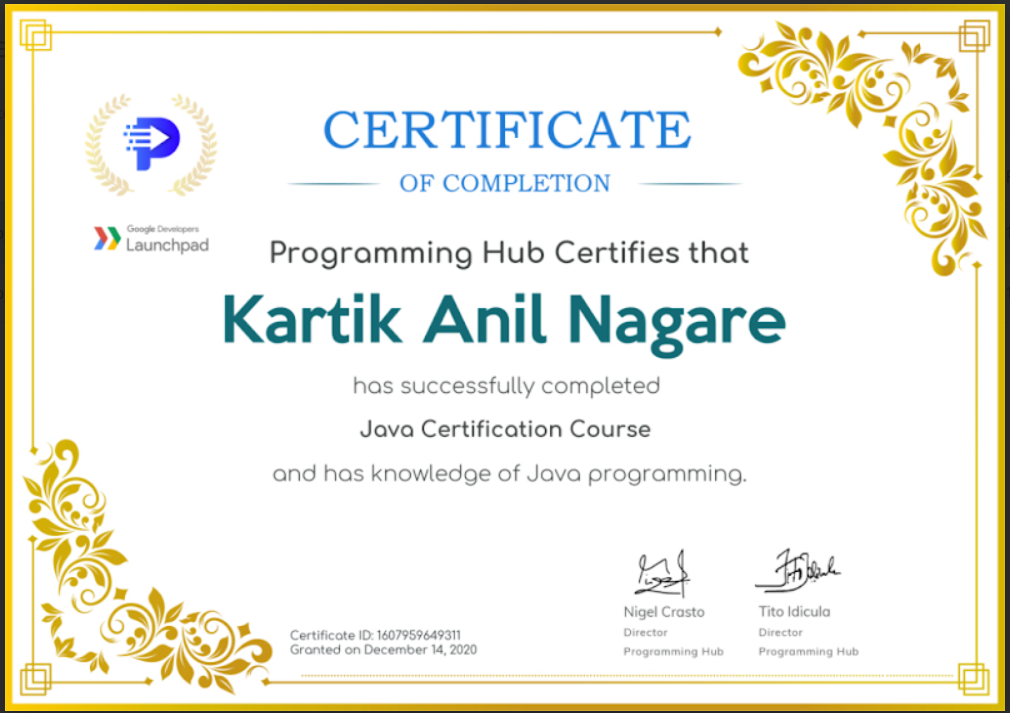 CERTIFICATE
OF COMPLETION
Google Developers
Launchpad
Programming Hub Certifies that
Kartik Anil Nagare
has successfully completed
Java Certification Course
and has knowledge of Java programming.
Nigel Crasto
Director
Programming Hub
Tito Idicula
Director
Programming Hub
Certificate ID: 1607959649311
Granted on December 14, 2020